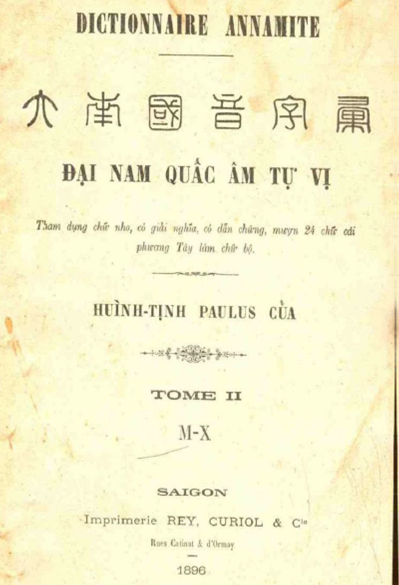 DICTIONNAIRE ANNAMITE
大南國音字彙
ĐẠI NAM QUẤC ÂM TỰ VỊ
Tham dụng chữ nho, có giải nghĩa, có dẫn chứng, mượn 24 chữ cái
phương Tây làm chữ bộ.
HUÌNH-TỊNH PAULUS CỦA
TOME II
M-X
SAIGON
Imprimerie REY, CURIOL & Cie
Rues Catinat & d'Ormay
1896